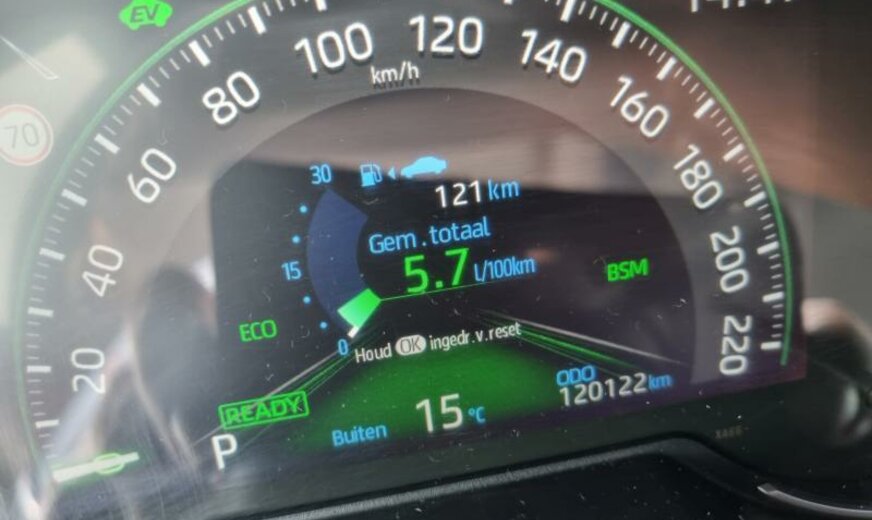 EV
100
120
80
140
km/h
70
160
60
30
121 km
180
Gem. totaal
40
15
5.7 l/100km
BSM
200
ECO
0
Houd OK ingedr.v.reset
220
20
READY
ODO
120122 km
P
Buiten 15 °C